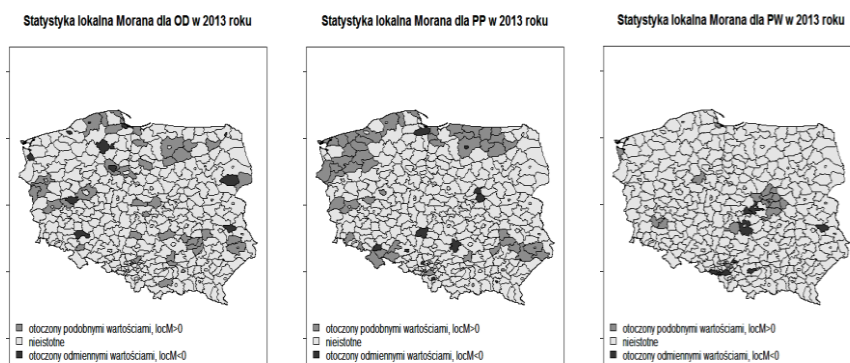 Statystyka lokalna Morana dla OD w 2013 roku
otoczony podobnymi wartościami, locM>0
nieistotne
otoczony odmiennymi wartościami, locM<0
Statystyka lokalna Morana dla PP w 2013 roku
otoczony podobnymi wartościami, locM>0
nieistotne
otoczony odmiennymi wartościami, locM<0
Statystyka lokalna Morana dla PW w 2013 roku
otoczony podobnymi wartościami, locM>0
nieistotne
otoczony odmiennymi wartościami, locM<0